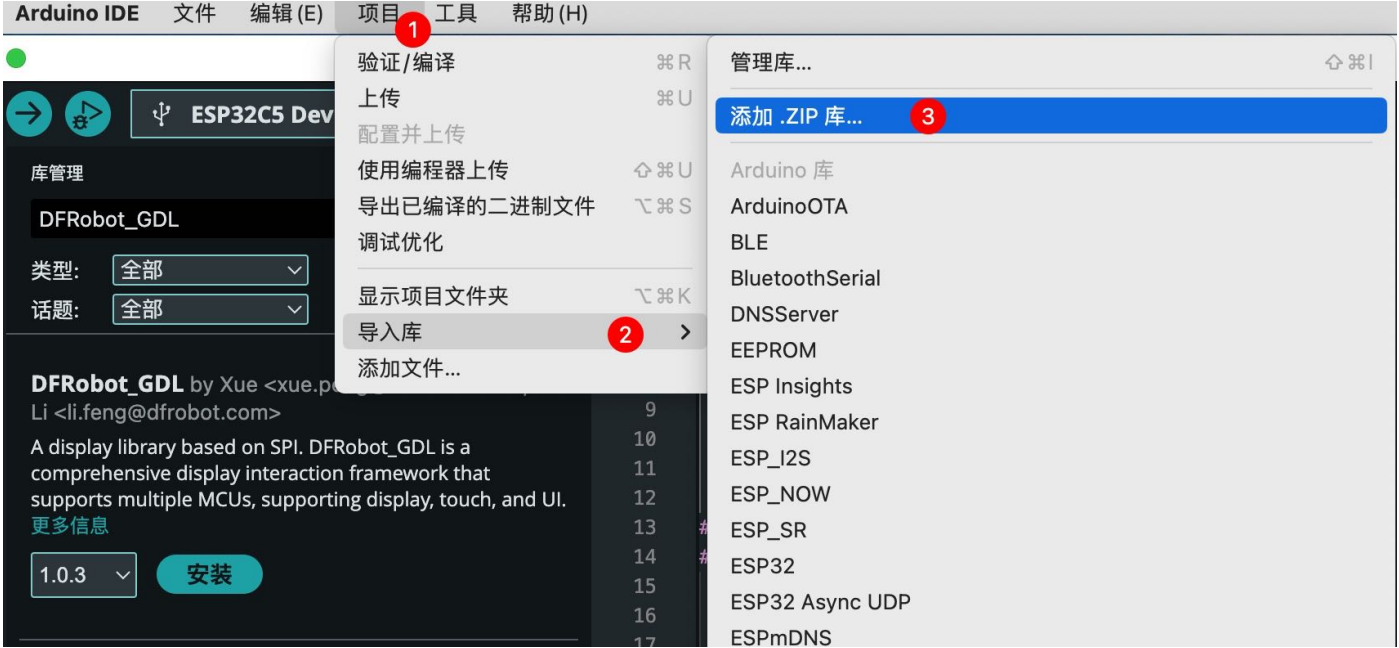 Arduino IDE 文件 编辑(E) 项目 工具 帮助(H)
1
验证/编译 ⌘R
上传 ⌘U
配置并上传
使用编程器上传 ⇧⌘U
导出已编译的二进制文件 ⌥⌘S
调试优化
显示项目文件夹 ⌥⌘K
导入库 2 >
添加文件...
管理库... ⇧⌘I
添加 .ZIP 库... 3
Arduino 库
ArduinoOTA
BLE
BluetoothSerial
DNSServer
EEPROM
ESP Insights
ESP RainMaker
ESP_I2S
ESP_NOW
ESP_SR
ESP32
ESP32 Async UDP
ESPmDNS
ESP32C5 Dev
库管理
DFRobot_GDL
类型: 全部
话题: 全部
DFRobot_GDL by Xue
Li <li.feng@dfrobot.com>
A display library based on SPI. DFRobot_GDL is a
comprehensive display interaction framework that
supports multiple MCUs, supporting display, touch, and UI.
更多信息
1.0.3 安装
9
10
11
12
13 #
14 #
15
16
17